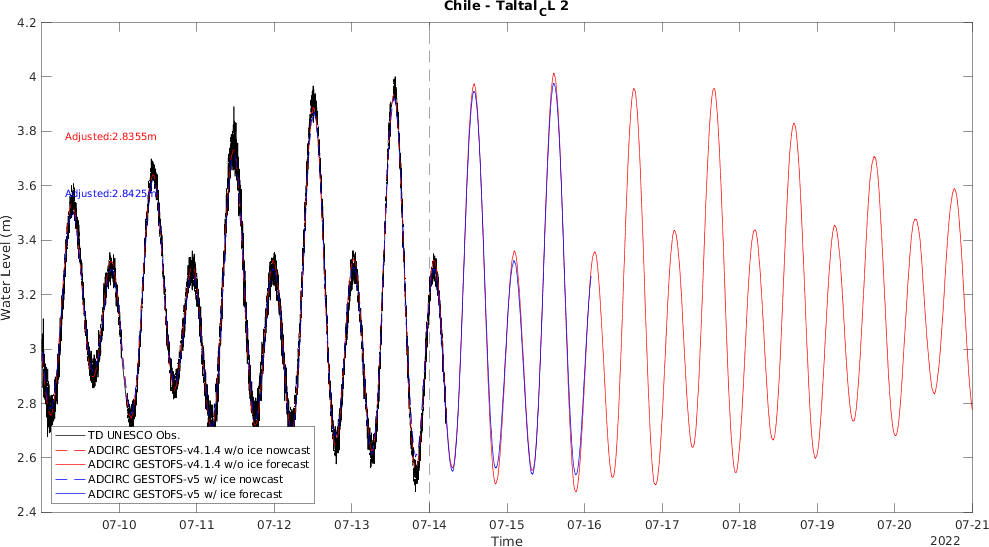 Chile - Taltal_CL 2
4.2
4
3.8
3.6
3.4
3.2
3
2.8
2.6
2.4
Water Level (m)
Adjusted:2.8355m
Adjusted:2.8425m
TD UNESCO Obs.
ADCIRC GESTOFS-v4.1.4 w/o ice nowcast
ADCIRC GESTOFS-v4.1.4 w/o ice forecast
ADCIRC GESTOFS-v5 w/ ice nowcast
ADCIRC GESTOFS-v5 w/ ice forecast
07-10 07-11 07-12 07-13 07-14 07-15 07-16 07-17 07-18 07-19 07-20 07-21
Time
2022